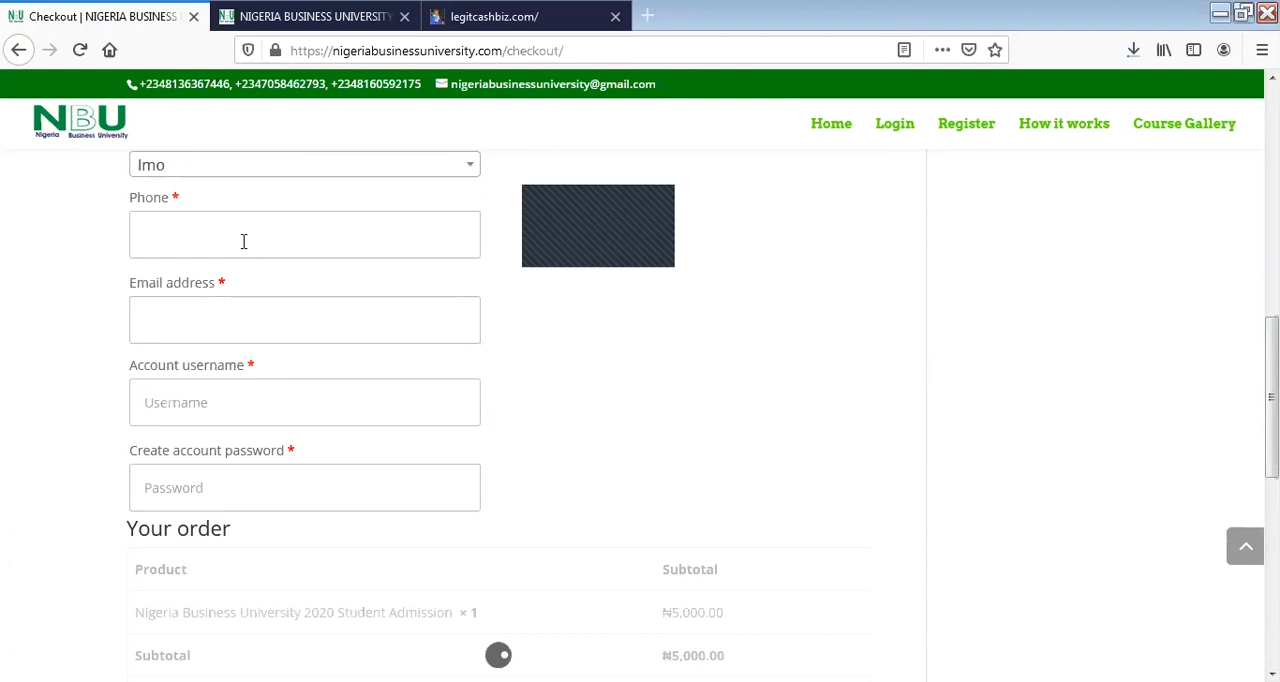 Checkout | NIGERIA BUSINESS
NIGERIA BUSINESS UNIVERSITY
legitcashbiz.com/
https://nigeriabusinessuniversity.com/checkout/
+2348136367446, +2347058462793, +2348160592175
nigeriabusinessuniversity@gmail.com
NBU
Nigeria Business University
Home
Login
Register
How it works
Course Gallery
Imo
Phone *
Email address *
Account username *
Username
Create account password *
Password
Your order
Product Subtotal
Nigeria Business University 2020 Student Admission × 1 ₦5,000.00
Subtotal ₦5,000.00